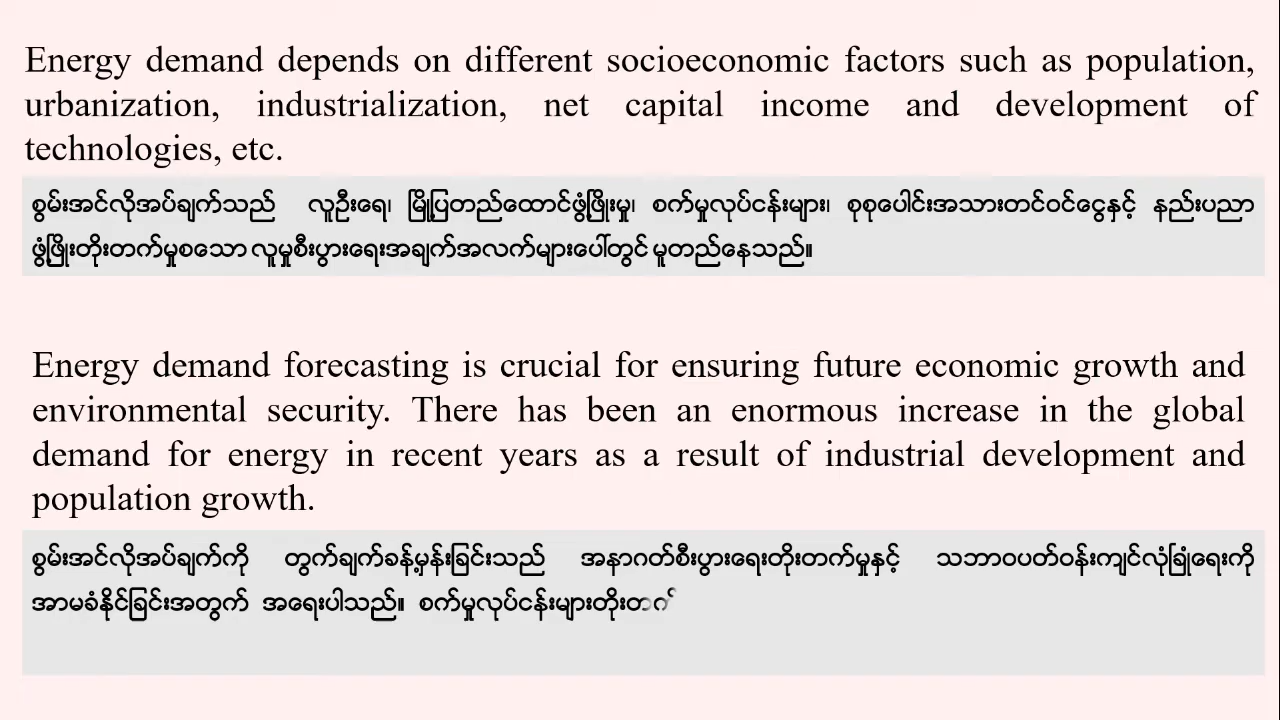 Energy demand depends on different socioeconomic factors such as population,
urbanization, industrialization, net capital income and development of
technologies, etc.
စွမ်းအင်လိုအပ်ချက်သည် လူဦးရေ၊ မြို့ပြတည်ထောင်ဖွံ့ဖြိုးမှု၊ စက်မှုလုပ်ငန်းများ၊ စုစုပေါင်းအသားတင်ဝင်ငွေနှင့် နည်းပညာ
ဖွံ့ဖြိုးတိုးတက်မှုစသော လူမှုစီးပွားရေးအချက်အလက်များပေါ်တွင် မူတည်နေသည်။
Energy demand forecasting is crucial for ensuring future economic growth and
environmental security. There has been an enormous increase in the global
demand for energy in recent years as a result of industrial development and
population growth.
စွမ်းအင်လိုအပ်ချက်ကို တွက်ချက်ခန့်မှန်းခြင်းသည် အနာဂတ်စီးပွားရေးတိုးတက်မှုနှင့် သဘာဝပတ်ဝန်းကျင်လုံခြုံရေးကို
အာမခံနိုင်ခြင်းအတွက် အရေးပါသည်။ စက်မှုလုပ်ငန်းများတိုးတက်